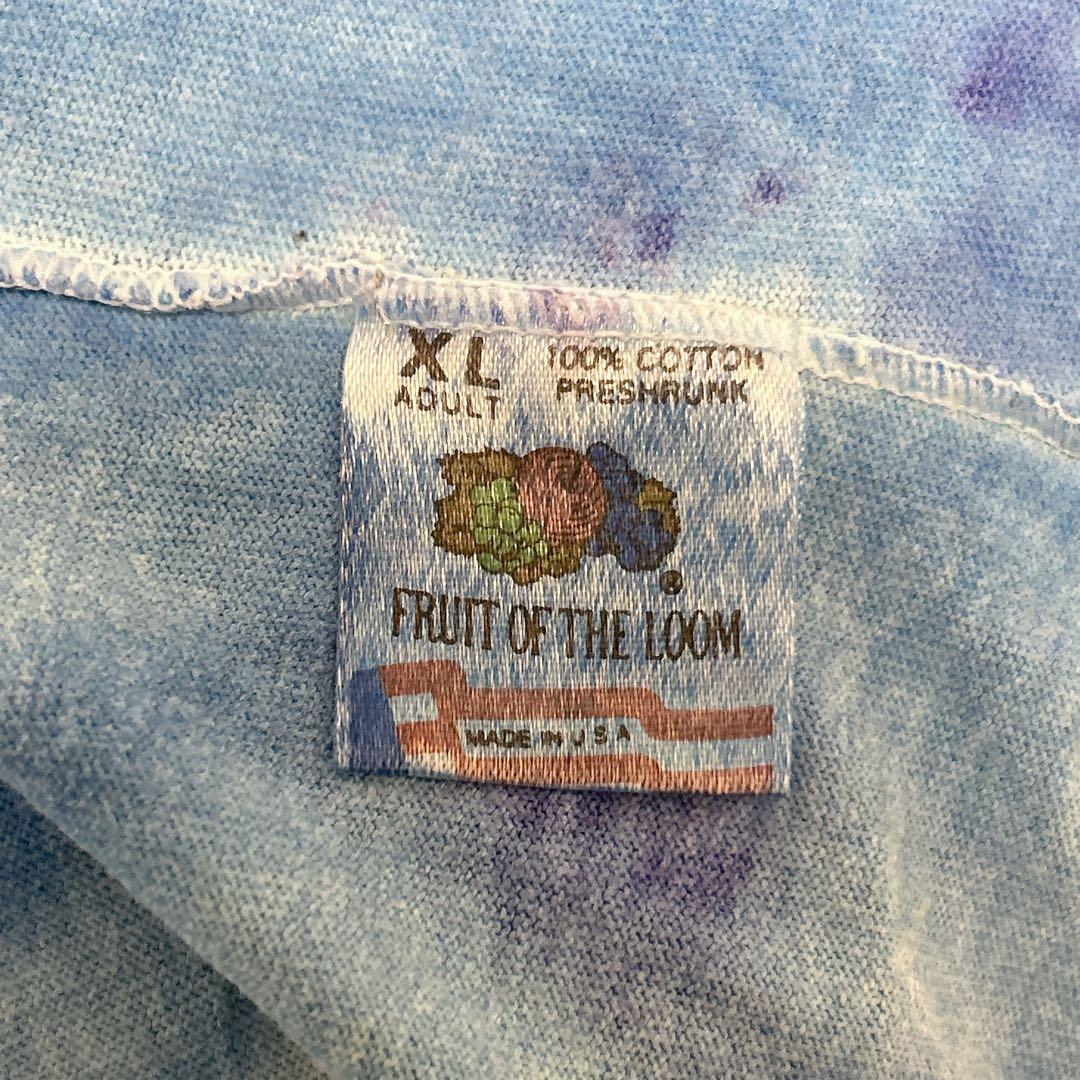 XL 100% COTTON
ADULT PRESHRUNK
®
FRUIT OF THE LOOM
MADE IN U S A